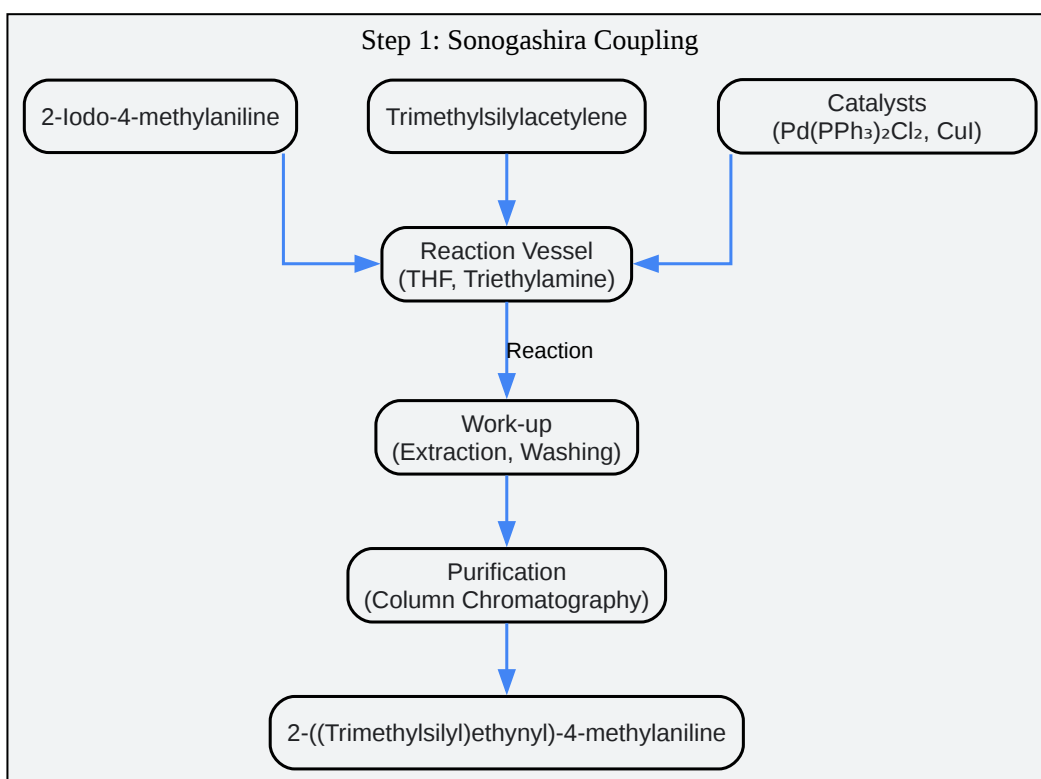 Step 1: Sonogashira Coupling
2-Iodo-4-methylaniline
Trimethylsilylacetylene
Catalysts
(Pd(PPh₃)₂Cl₂, CuI)
Reaction Vessel
(THF, Triethylamine)
Reaction
Work-up
(Extraction, Washing)
Purification
(Column Chromatography)
2-((Trimethylsilyl)ethynyl)-4-methylaniline